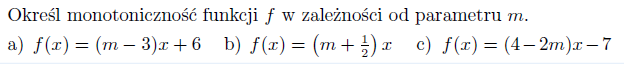 Określ monotoniczność funkcji f w zależności od parametru m.
a) f(x) = (m − 3)x + 6 b) f(x) = (m + 1/2) x c) f(x) = (4 − 2m)x − 7